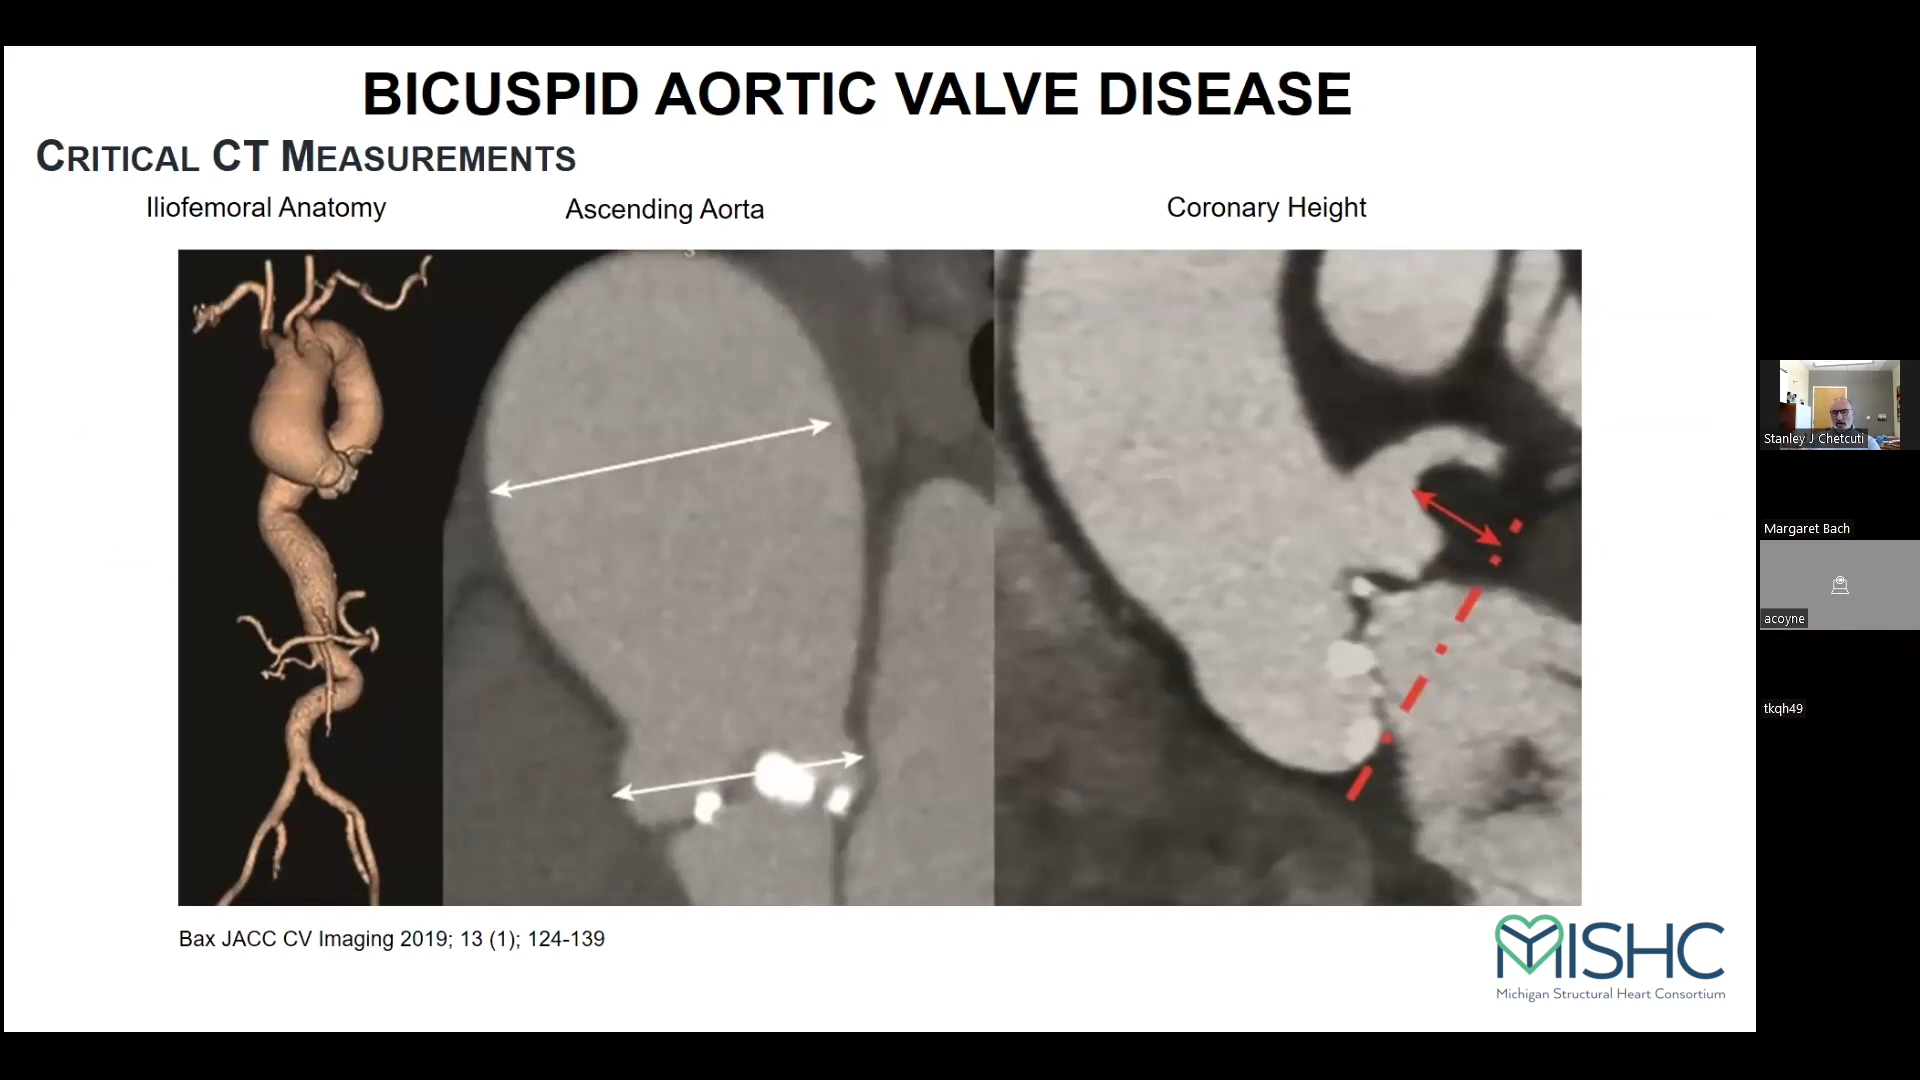 BICUSPID AORTIC VALVE DISEASE
CRITICAL CT MEASUREMENTS
Iliofemoral Anatomy
Ascending Aorta
Coronary Height
Bax JACC CV Imaging 2019; 13 (1); 124-139
MISHC
Michigan Structural Heart Consortium
Stanley J Chetcuti
Margaret Bach
acoyne
tkqh49